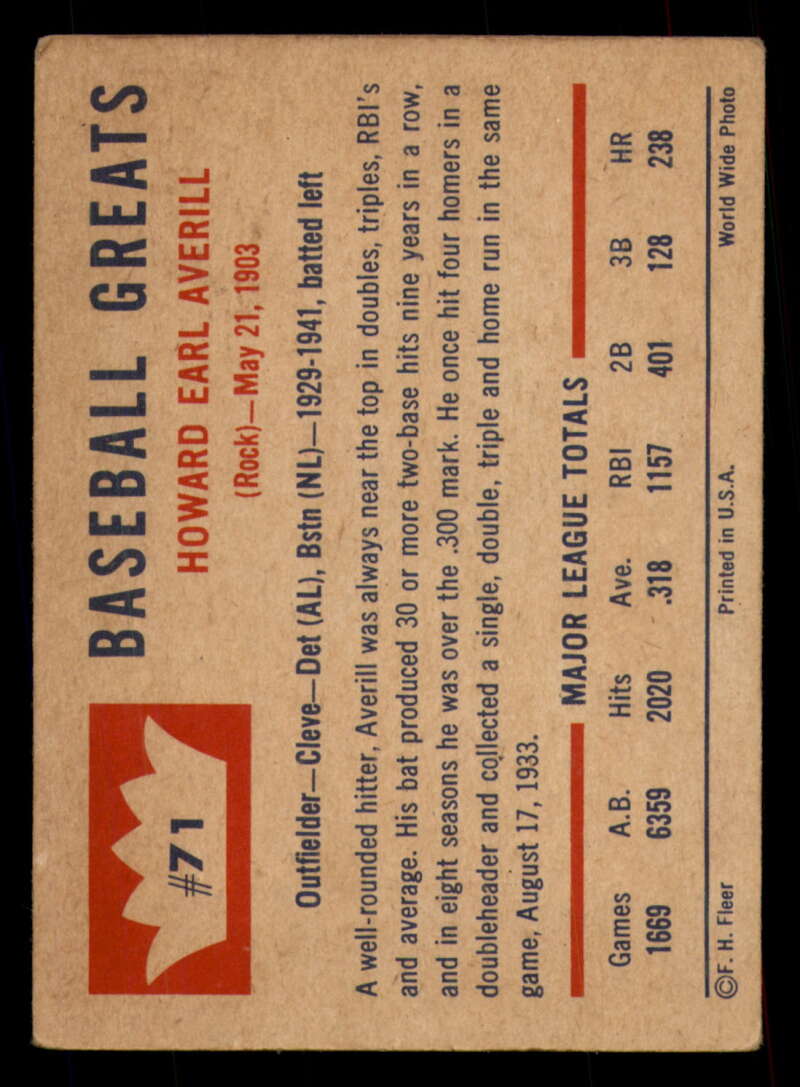 #71
BASEBALL GREATS
HOWARD EARL AVERILL
(Rock)—May 21, 1903
Outfielder—Cleve—Det (AL), Bstn (NL)—1929-1941, batted left
A well-rounded hitter, Averill was always near the top in doubles, triples, RBI's
and average. His bat produced 30 or more two-base hits nine years in a row,
and in eight seasons he was over the .300 mark. He once hit four homers in a
doubleheader and collected a single, double, triple and home run in the same
game, August 17, 1933.
MAJOR LEAGUE TOTALS
Games A.B. Hits Ave. RBI 2B 3B HR
1669 6359 2020 .318 1157 401 128 238
©F. H. Fleer Printed in U.S.A. World Wide Photo